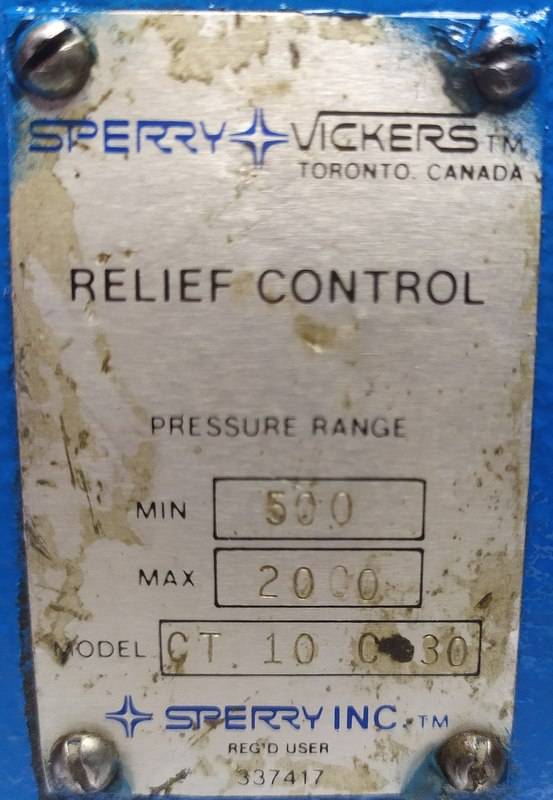 SPERRY VICKERS TM
TORONTO. CANADA
RELIEF CONTROL
PRESSURE RANGE
MIN 500
MAX 2000
MODEL CT 10 C 30
SPERRY INC. TM
REG'D USER
337417